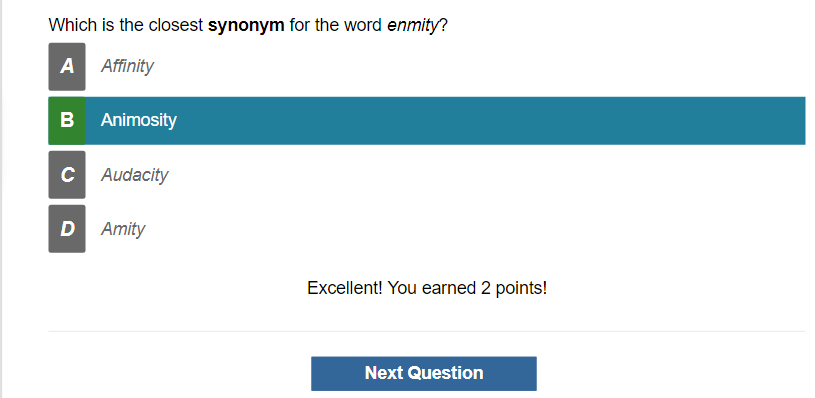 Which is the closest synonym for the word enmity?
A Affinity
B Animosity
C Audacity
D Amity
Excellent! You earned 2 points!
Next Question